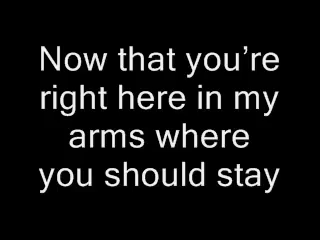 Now that you’re
right here in my
arms where
you should stay